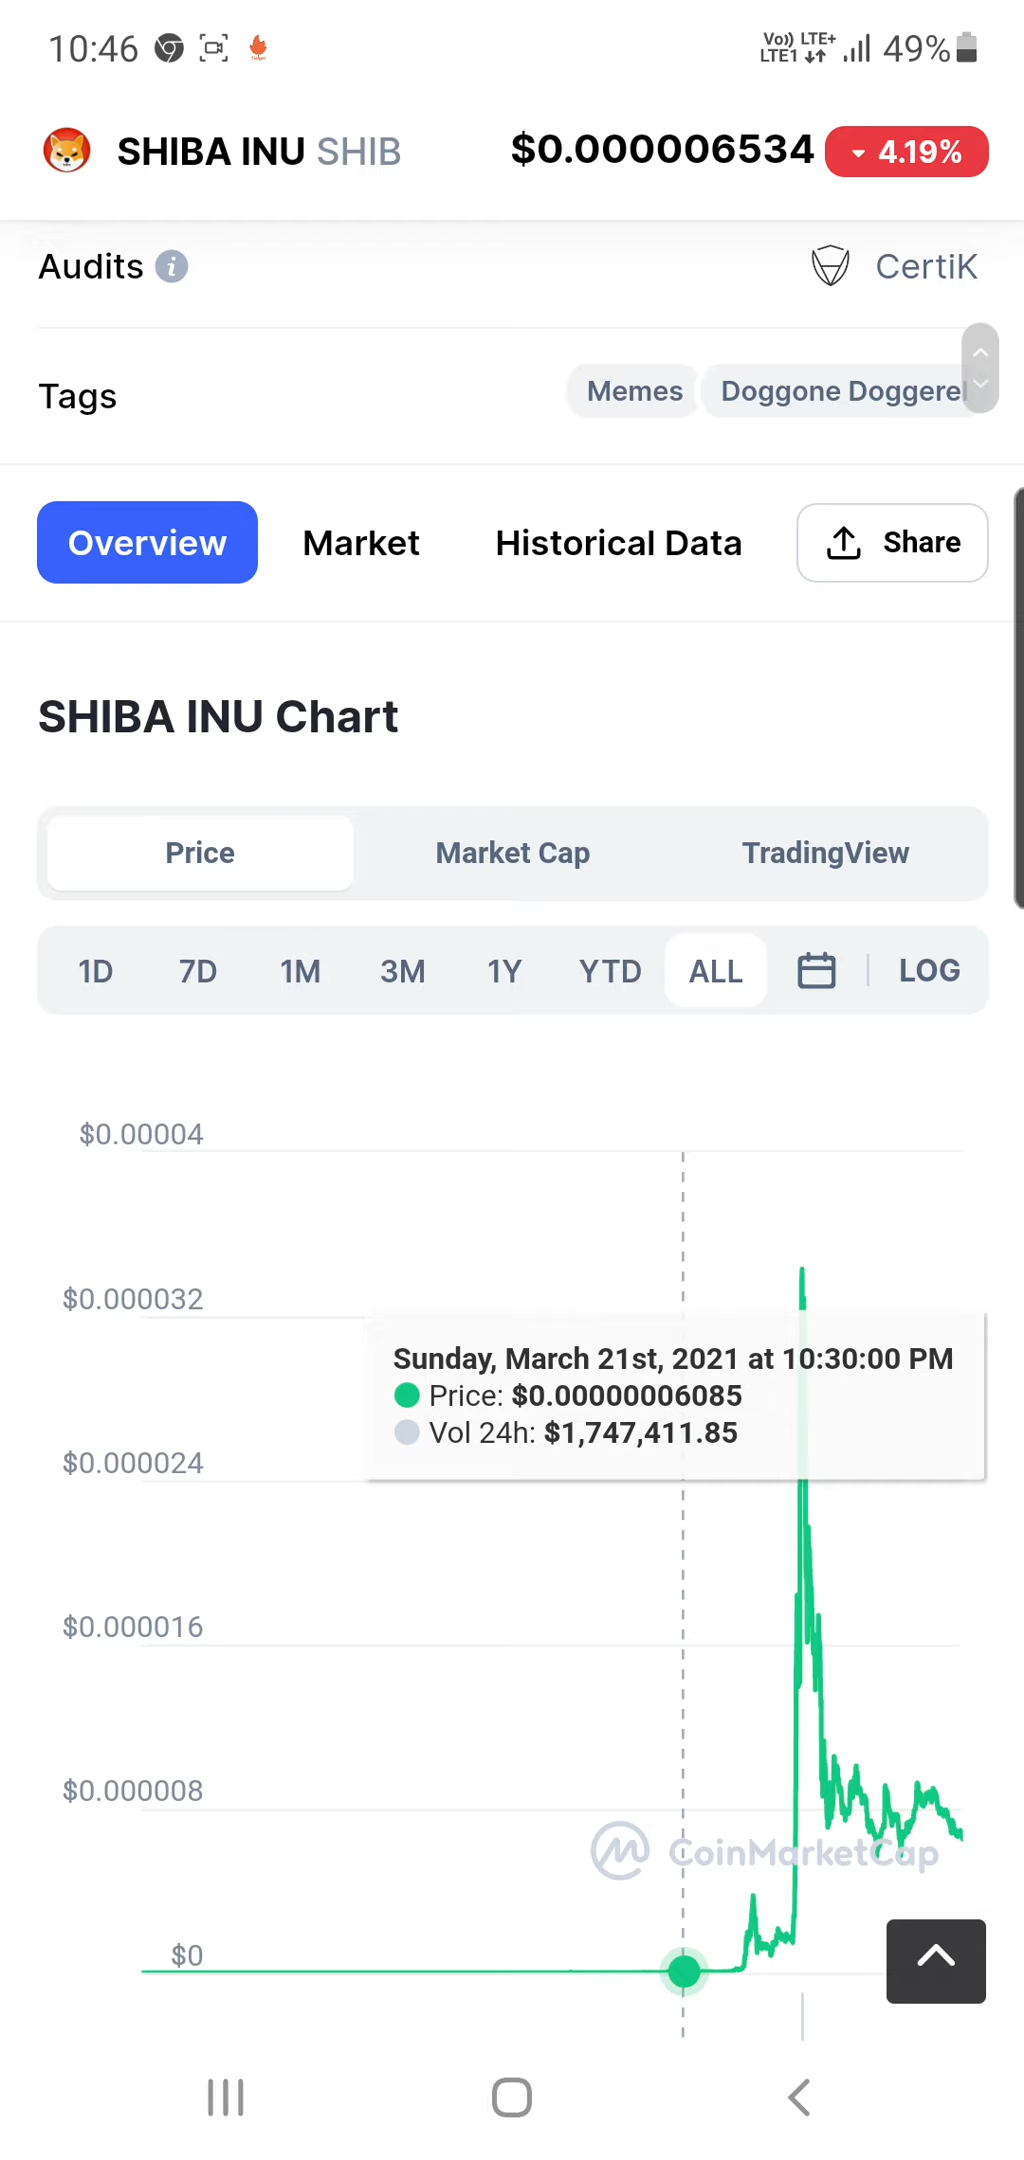 10:46
Vo)) LTE+
LTE1
49%
SHIBA INU SHIB $0.000006534 4.19%
Audits i CertiK
Tags Memes Doggone Doggere
Overview Market Historical Data Share
SHIBA INU Chart
Price Market Cap TradingView
1D 7D 1M 3M 1Y YTD ALL LOG
$0.00004
$0.000032
Sunday, March 21st, 2021 at 10:30:00 PM
Price: $0.00000006085
Vol 24h: $1,747,411.85
$0.000024
$0.000016
$0.000008
CoinMarketCap
$0